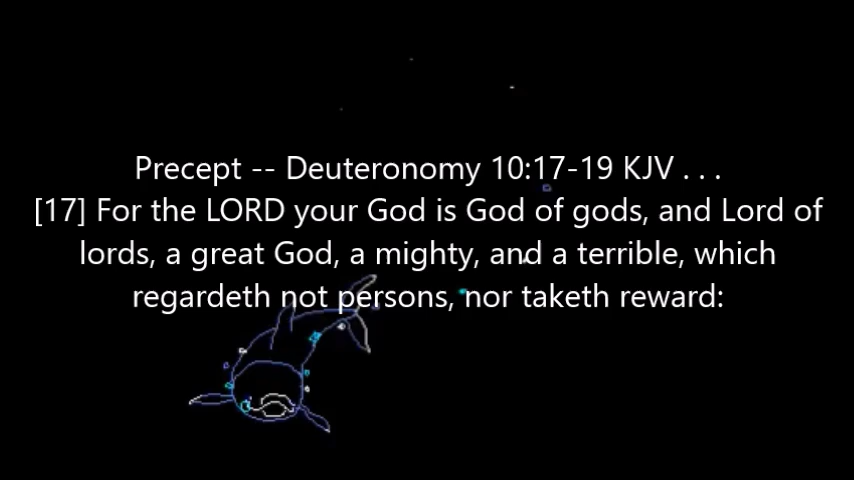 Precept -- Deuteronomy 10:17-19 KJV . . .
[17] For the LORD your God is God of gods, and Lord of
lords, a great God, a mighty, and a terrible, which
regardeth not persons, nor taketh reward: